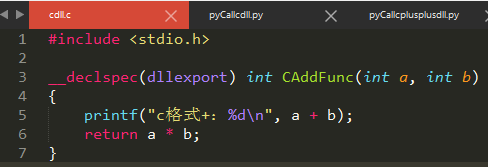 cdll.c pyCallcdll.py pyCallcplusplusdll.py
1 #include <stdio.h>
2
3 __declspec(dllexport) int CAddFunc(int a, int b)
4 {
5 printf("c格式+: %d\n", a + b);
6 return a * b;
7 }